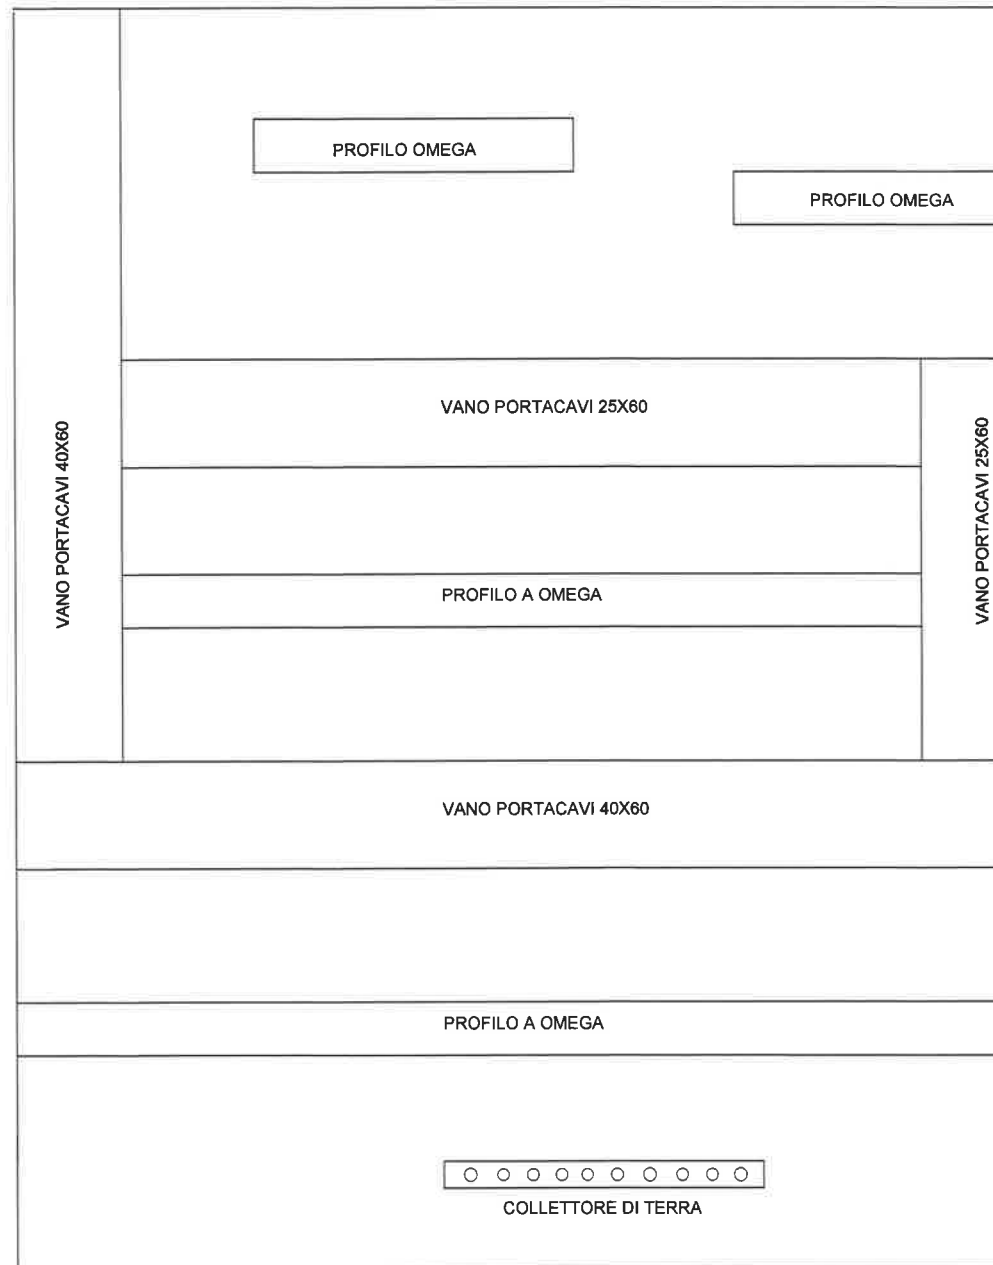 PROFILO OMEGA
PROFILO OMEGA
VANO PORTACAVI 25X60
VANO PORTACAVI 40X60
VANO PORTACAVI 25X60
PROFILO A OMEGA
VANO PORTACAVI 40X60
PROFILO A OMEGA
COLLETTORE DI TERRA